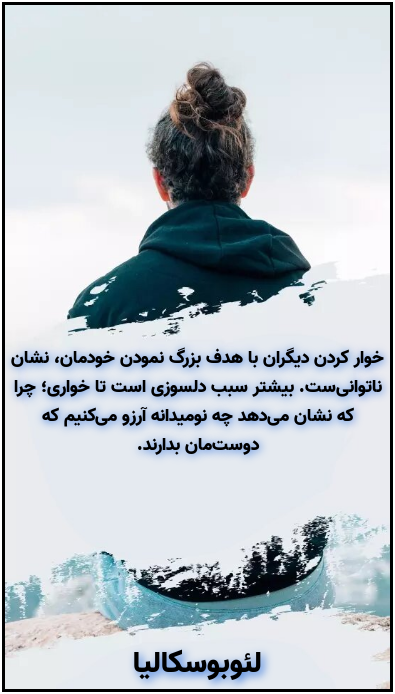 خوار کردن دیگران با هدف بزرگ نمودن خودمان، نشان
ناتوانی‌ست. بیشتر سبب دلسوزی است تا خواری؛ چرا
که نشان می‌دهد چه نومیدانه آرزو می‌کنیم که
دوست‌مان بدارند.
لئوبوسکالیا